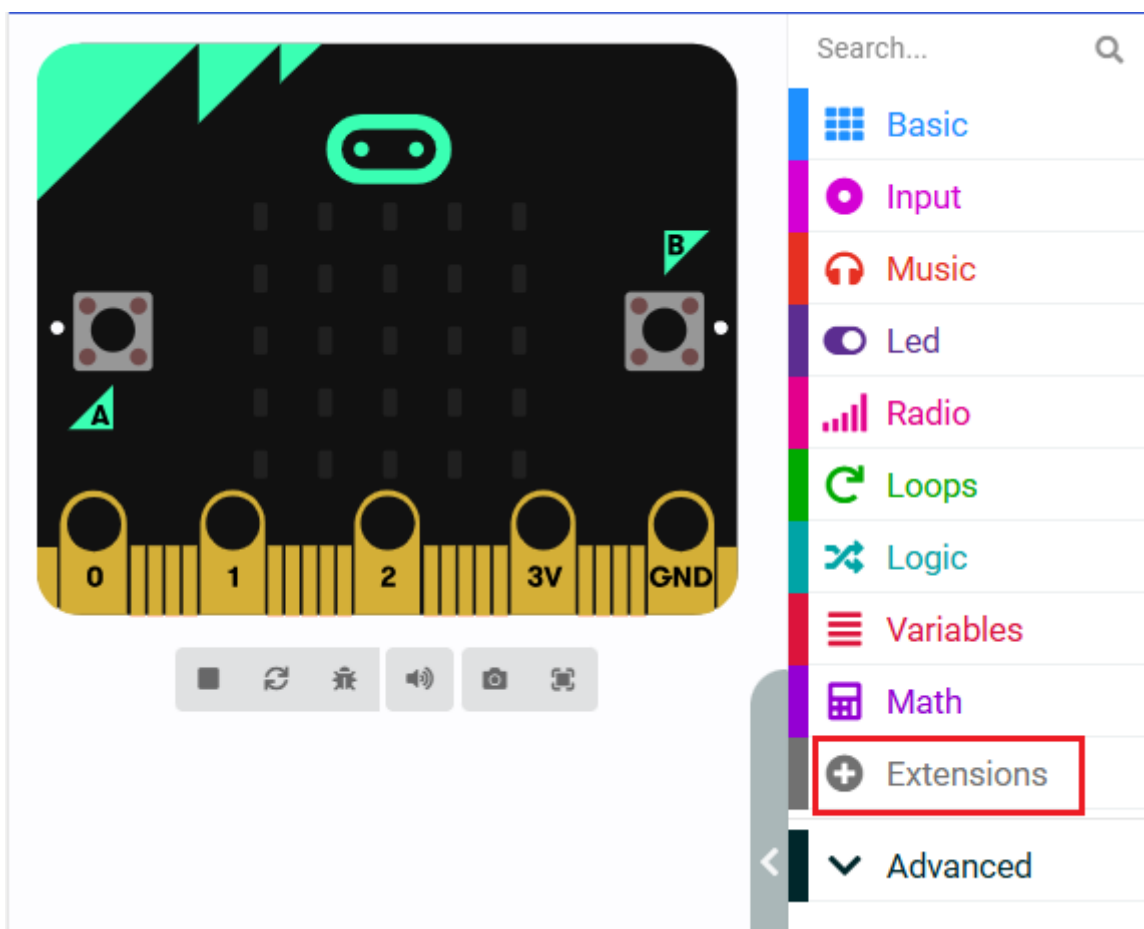 Search...
Basic
Input
Music
Led
Radio
Loops
Logic
Variables
Math
Extensions
Advanced
B
A
0 1 2 3V GND